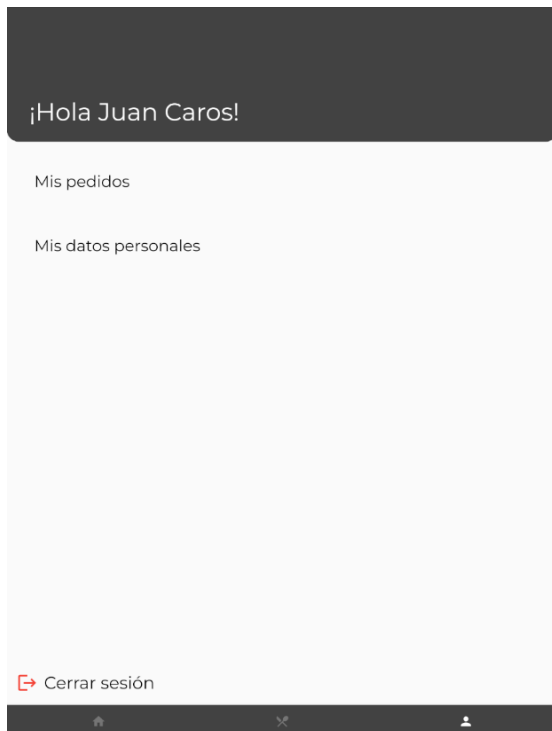 ¡Hola Juan Caros!
Mis pedidos
Mis datos personales
Cerrar sesión